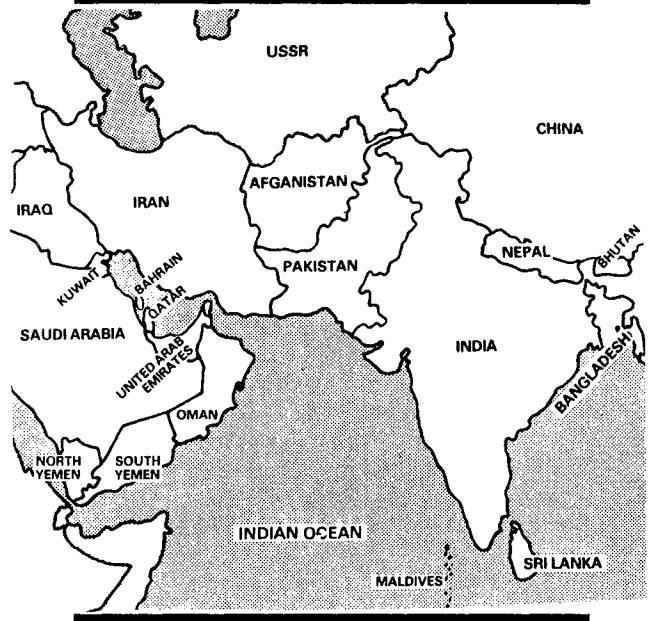 USSR
CHINA
AFGANISTAN
IRAQ
IRAN
NEPAL
BHUTAN
PAKISTAN
KUWAIT
BAHRAIN
QATAR
SAUDI ARABIA
UNITED ARAB
EMIRATES
INDIA
BANGLADESH
OMAN
NORTH
YEMEN
SOUTH
YEMEN
INDIAN OCEAN
MALDIVES
SRI LANKA